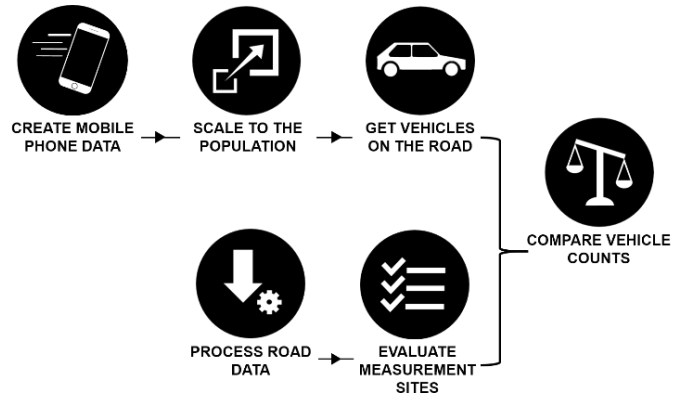 CREATE MOBILE
PHONE DATA
SCALE TO THE
POPULATION
GET VEHICLES
ON THE ROAD
COMPARE VEHICLE
COUNTS
PROCESS ROAD
DATA
EVALUATE
MEASUREMENT
SITES